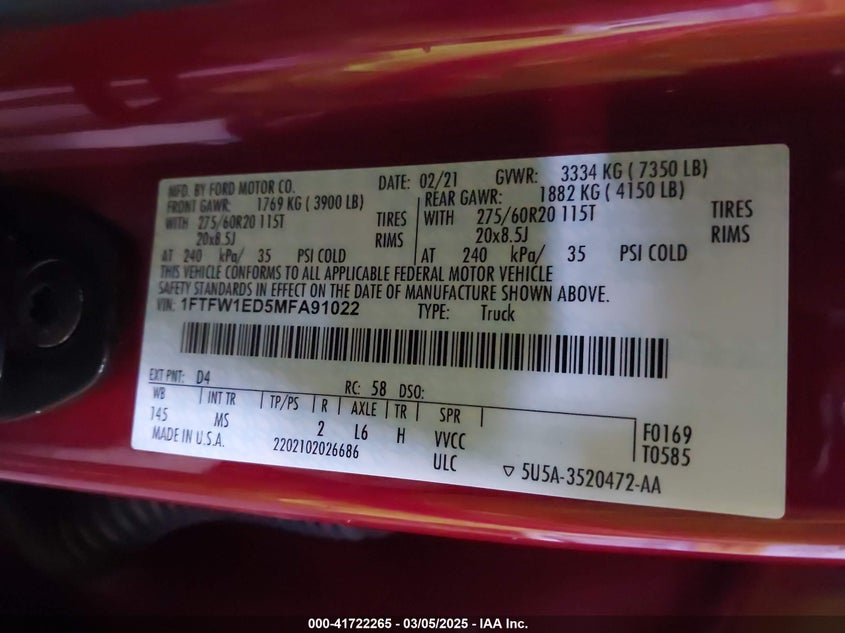 MFD. BY FORD MOTOR CO. DATE: 02/21 GVWR: 3334 KG ( 7350 LB)
FRONT GAWR: 1769 KG ( 3900 LB) REAR GAWR: 1882 KG ( 4150 LB)
WITH 275/60R20 115T TIRES WITH 275/60R20 115T TIRES
20x8.5J RIMS 20x8.5J RIMS
AT 240 kPa/ 35 PSI COLD AT 240 kPa/ 35 PSI COLD
THIS VEHICLE CONFORMS TO ALL APPLICABLE FEDERAL MOTOR VEHICLE
SAFETY STANDARDS IN EFFECT ON THE DATE OF MANUFACTURE SHOWN ABOVE.
VIN: 1FTFW1ED5MFA91022 TYPE: Truck
EXT PNT: D4 RC: 58 DSO:
WB INT TR TP/PS R AXLE TR SPR
145 MS 2 L6 H VVCC F0169
MADE IN U.S.A. 2202102026686 ULC T0585
▽ 5U5A-3520472-AA
000-41722265 - 03/05/2025 - IAA Inc.